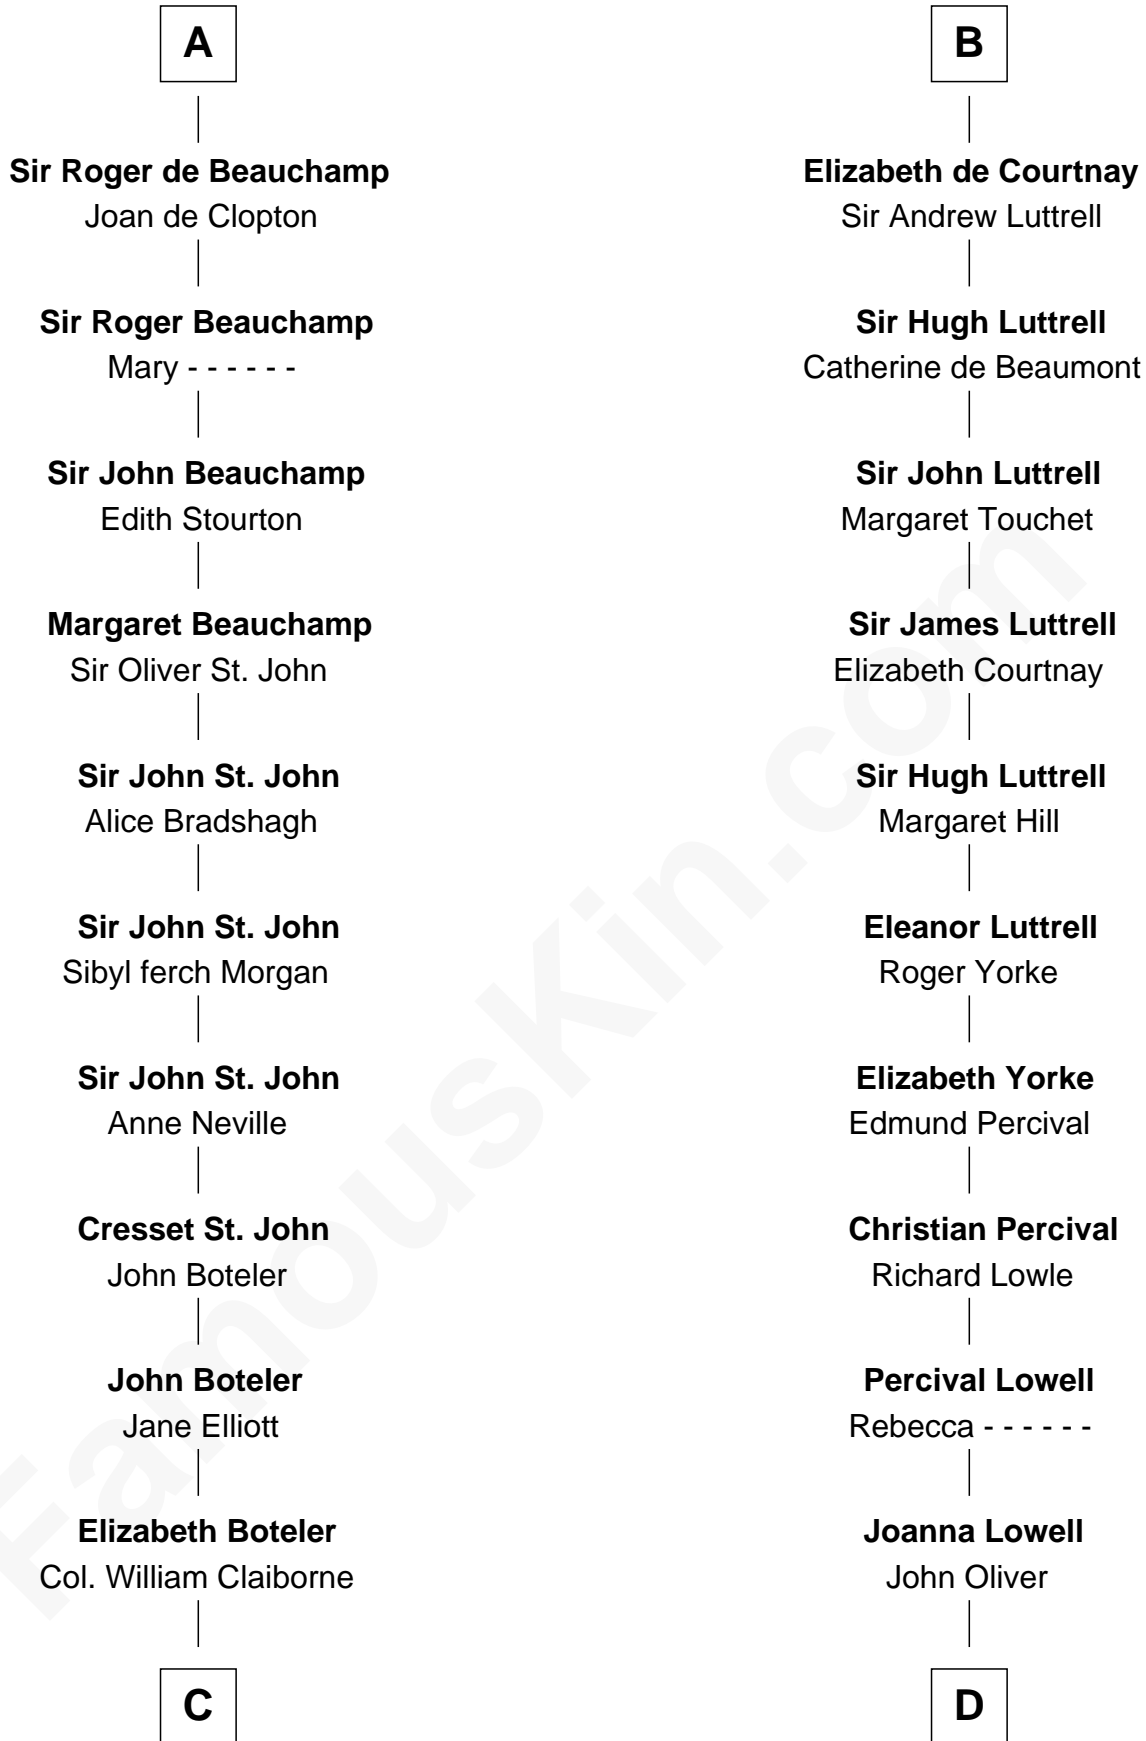 A
Sir Roger de Beauchamp
Joan de Clopton
Sir Roger Beauchamp
Mary - - - - - -
Sir John Beauchamp
Edith Stourton
Margaret Beauchamp
Sir Oliver St. John
Sir John St. John
Alice Bradshagh
Sir John St. John
Sibyl ferch Morgan
Sir John St. John
Anne Neville
Cresset St. John
John Boteler
John Boteler
Jane Elliott
Elizabeth Boteler
Col. William Claiborne
C
B
Elizabeth de Courtnay
Sir Andrew Luttrell
Sir Hugh Luttrell
Catherine de Beaumont
Sir John Luttrell
Margaret Touchet
Sir James Luttrell
Elizabeth Courtnay
Sir Hugh Luttrell
Margaret Hill
Eleanor Luttrell
Roger Yorke
Elizabeth Yorke
Edmund Percival
Christian Percival
Richard Lowle
Percival Lowell
Rebecca - - - - - -
Joanna Lowell
John Oliver
D
FamousKin.com